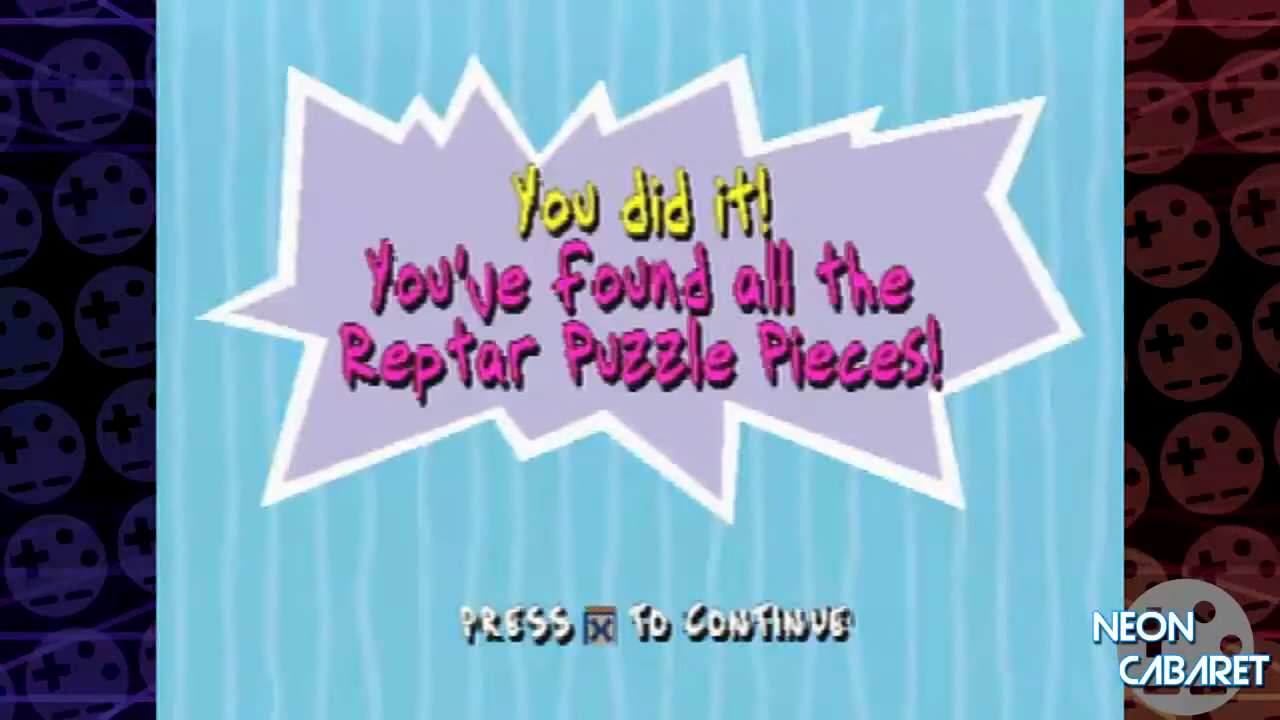 You did it!
You've found all the
Reptar Puzzle Pieces!
PRESS X TO CONTINUE
NEON
CABARET